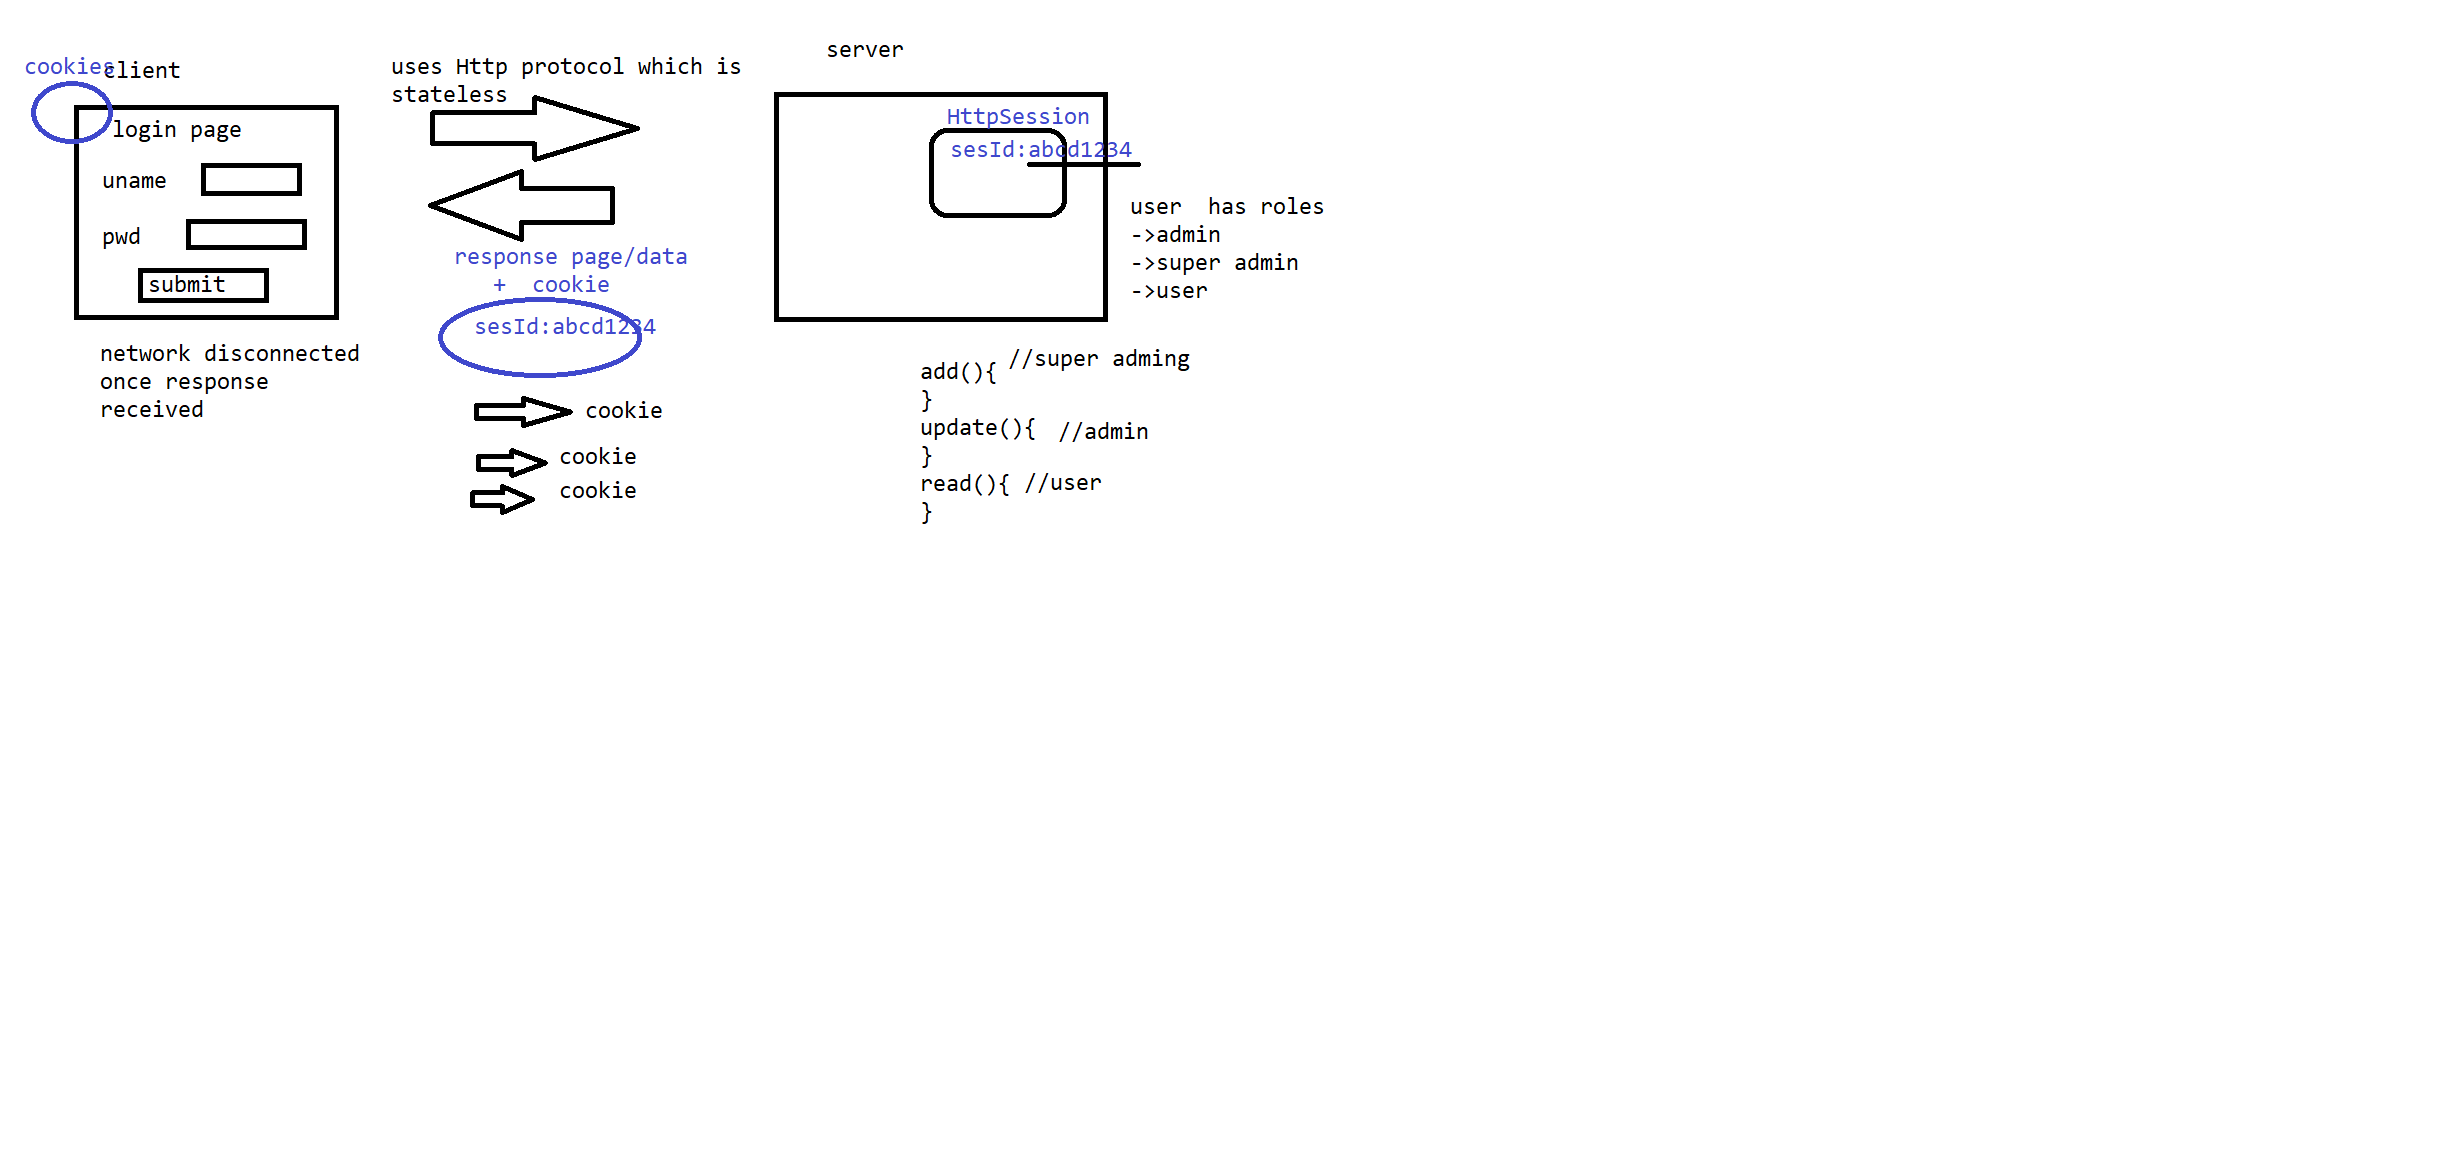 cookies
client
login page
uname
pwd
submit
network disconnected
once response
received
uses Http protocol which is
stateless
response page/data
+ cookie
sesId:abcd1234
cookie
cookie
cookie
server
HttpSession
sesId:abcd1234
user has roles
->admin
->super admin
->user
add(){ //super adming
}
update(){ //admin
}
read(){ //user
}